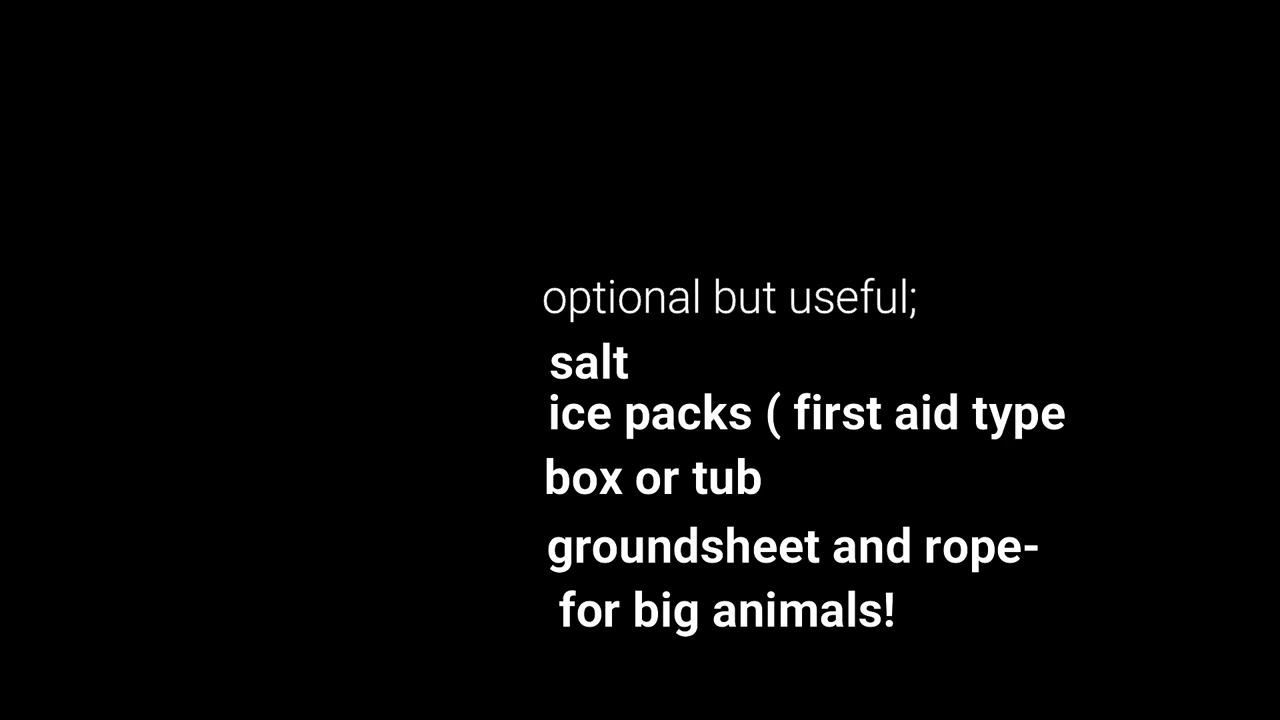 optional but useful;
salt
ice packs ( first aid type
box or tub
groundsheet and rope-
for big animals!